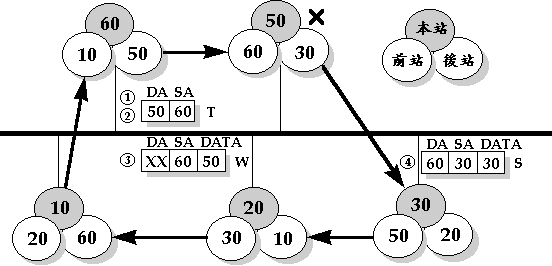 60
10 50
50
60 30
本站
前站 後站
① DA SA
② 50 60 T
DA SA DATA
③ XX 60 50 W
DA SA DATA
④ 60 30 30 S
10
20 60
20
30 10
30
50 20